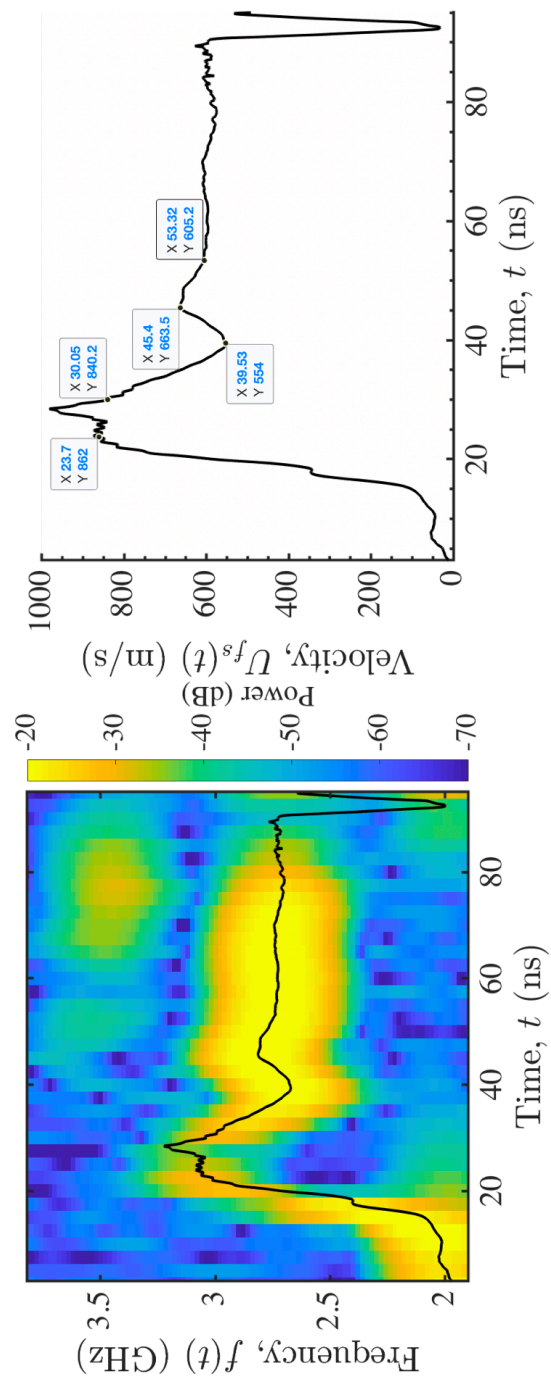 Frequency, f(t) (GHz)
3.5
3
2.5
2
20
40
60
80
Time, t (ns)
-20
-30
-40
-50
-60
-70
Power (dB)
Velocity, U_fs(t) (m/s)
1000
800
600
400
200
0
20
40
60
80
Time, t (ns)
X 23.7
Y 862
X 30.05
Y 840.2
X 39.53
Y 554
X 45.4
Y 663.5
X 53.32
Y 605.2